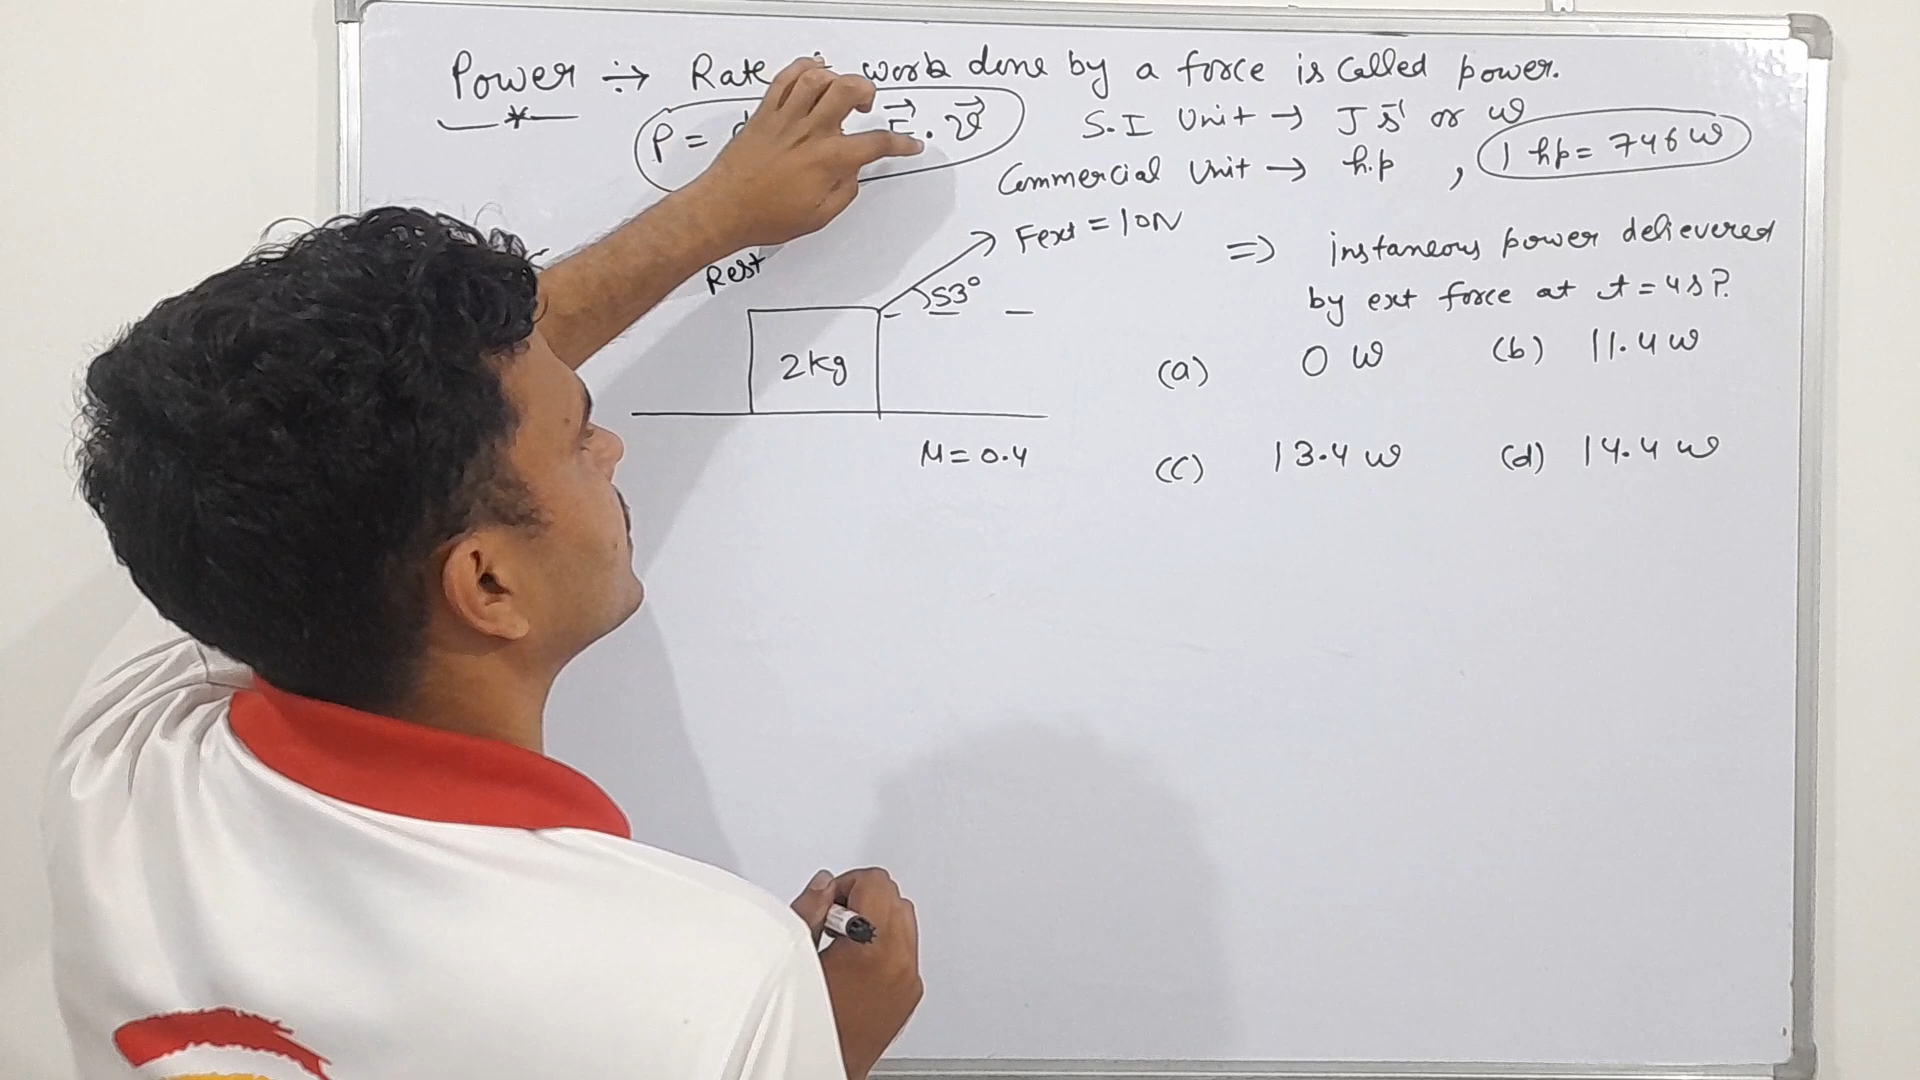 Power ÷→ Rate work done by a force is called power.
P = F⃗ . v⃗
S.I Unit → J s⁻¹ or w
Commercial Unit → h.p , 1 hp = 746 w
Rest
Fext = 10N
53°
2kg
M = 0.4
=> instaneous power delievered
by ext force at t = 4s?
(a) 0 w (b) 11.4 w
(c) 13.4 w (d) 14.4 w